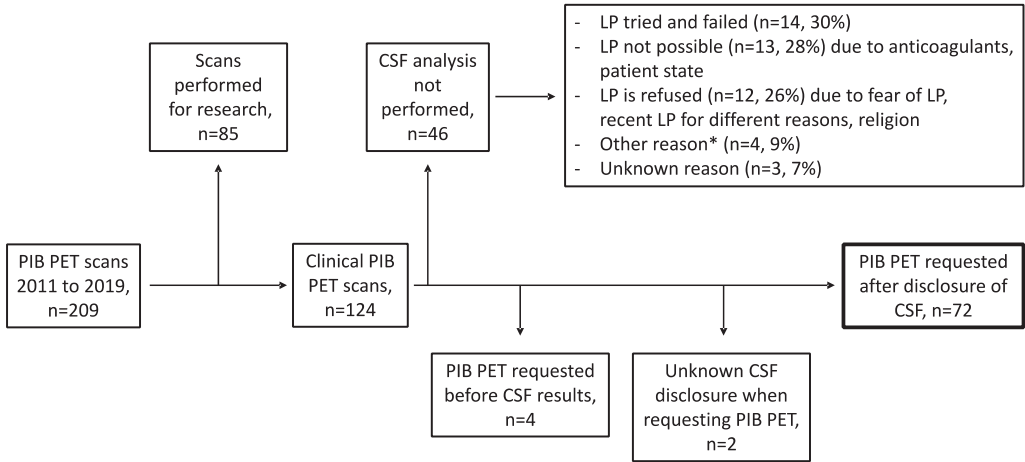 Scans
performed
for research,
n=85
CSF analysis
not
performed,
n=46
- LP tried and failed (n=14, 30%)
- LP not possible (n=13, 28%) due to anticoagulants,
patient state
- LP is refused (n=12, 26%) due to fear of LP,
recent LP for different reasons, religion
- Other reason* (n=4, 9%)
- Unknown reason (n=3, 7%)
PIB PET scans
2011 to 2019,
n=209
Clinical PIB
PET scans,
n=124
PIB PET requested
after disclosure of
CSF, n=72
PIB PET requested
before CSF results,
n=4
Unknown CSF
disclosure when
requesting PIB PET,
n=2